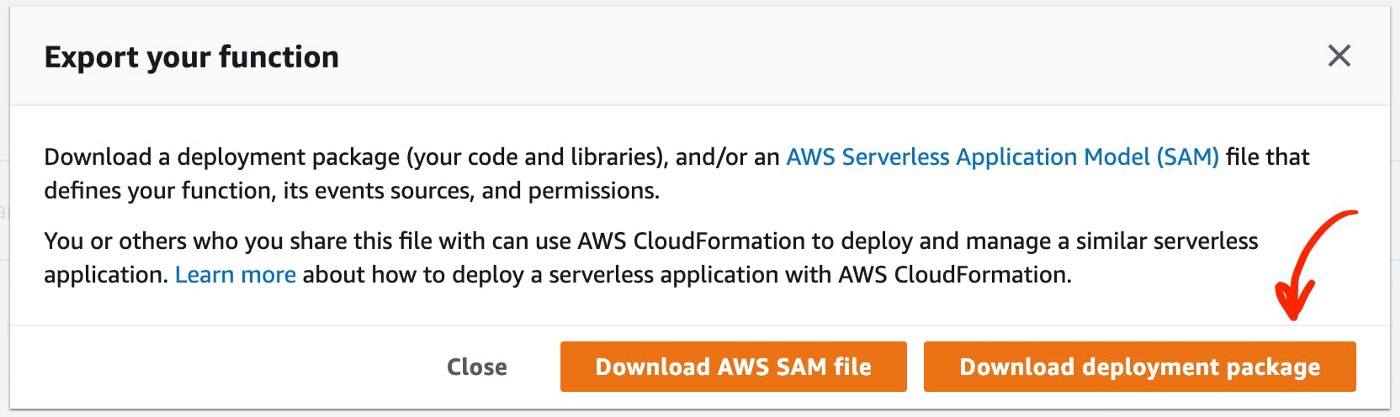 Export your function
Download a deployment package (your code and libraries), and/or an AWS Serverless Application Model (SAM) file that
defines your function, its events sources, and permissions.
You or others who you share this file with can use AWS CloudFormation to deploy and manage a similar serverless
application. Learn more about how to deploy a serverless application with AWS CloudFormation.
Close
Download AWS SAM file
Download deployment package